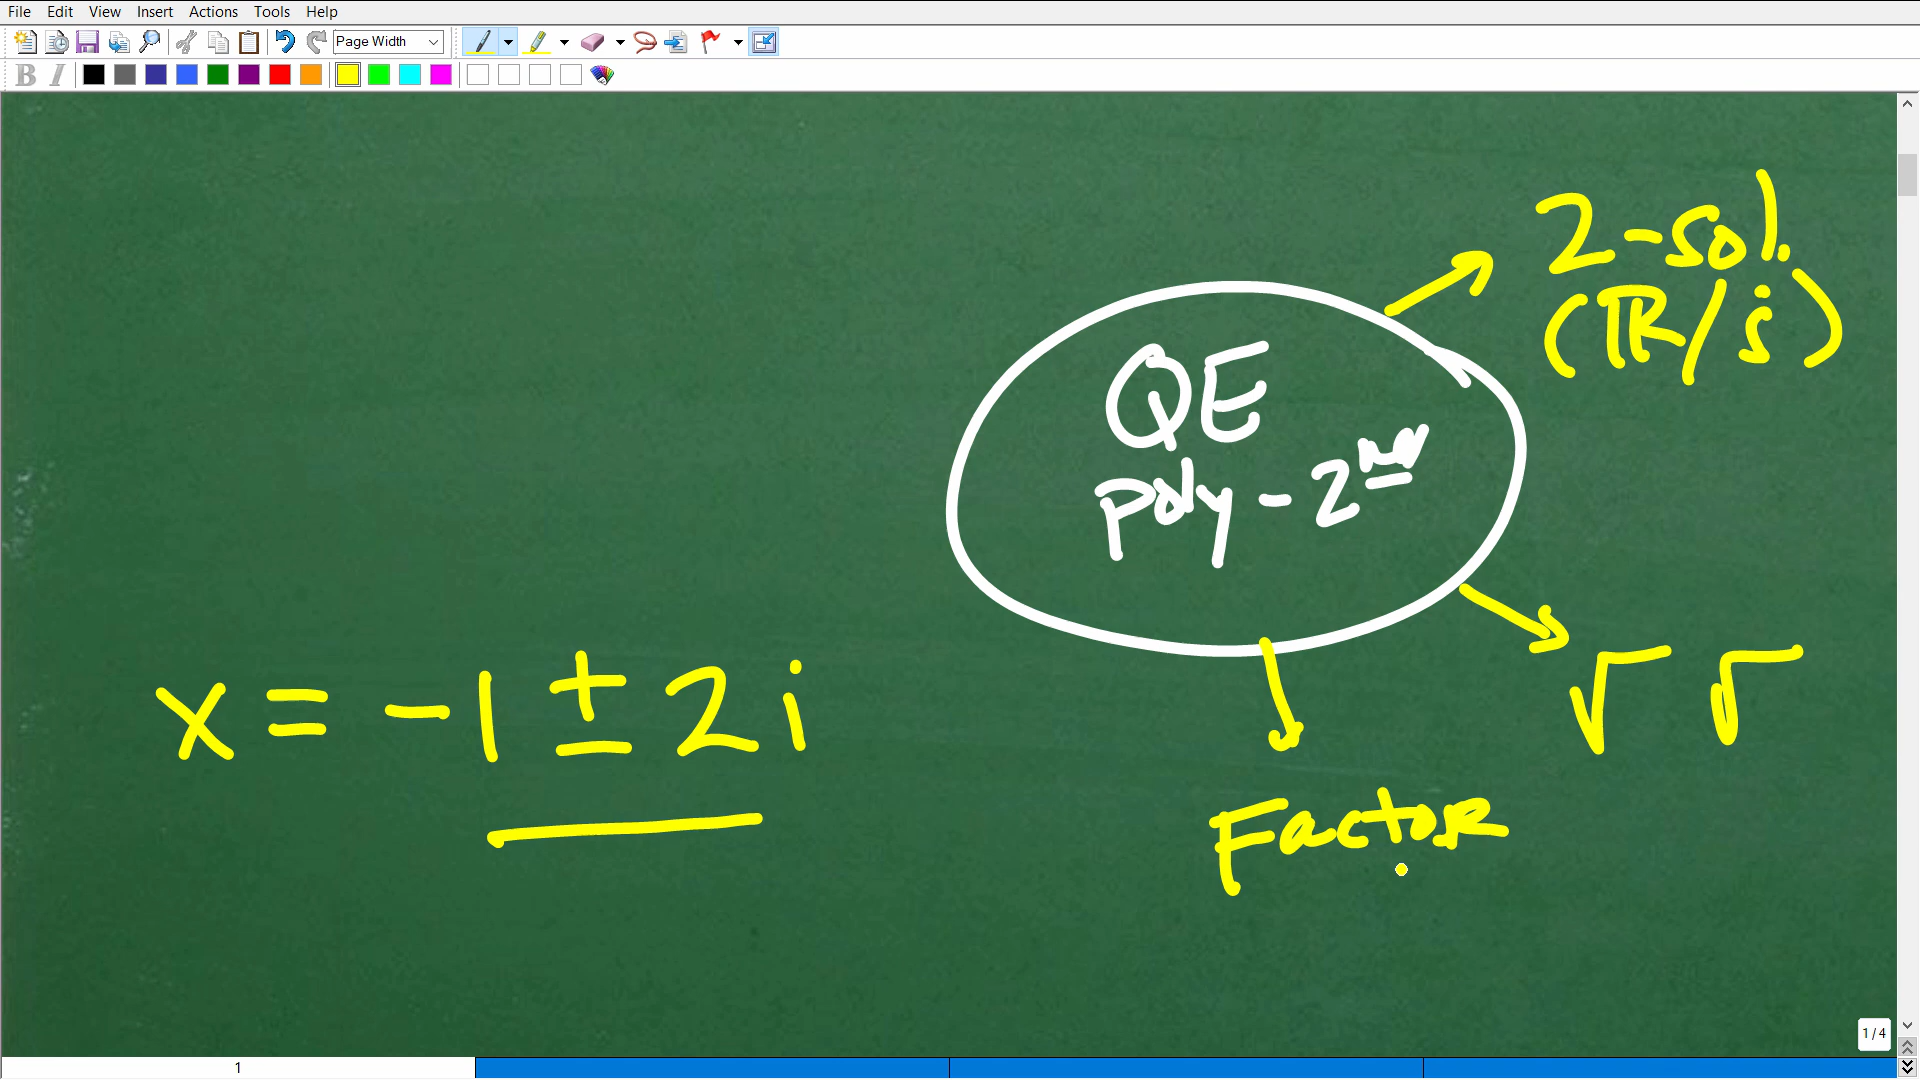 File Edit View Insert Actions Tools Help
Page Width
B I
2-sol.
(ℝ/i)
QE
poly - 2nd
x = -1 ± 2i
√ √
Factor
1 / 4
1